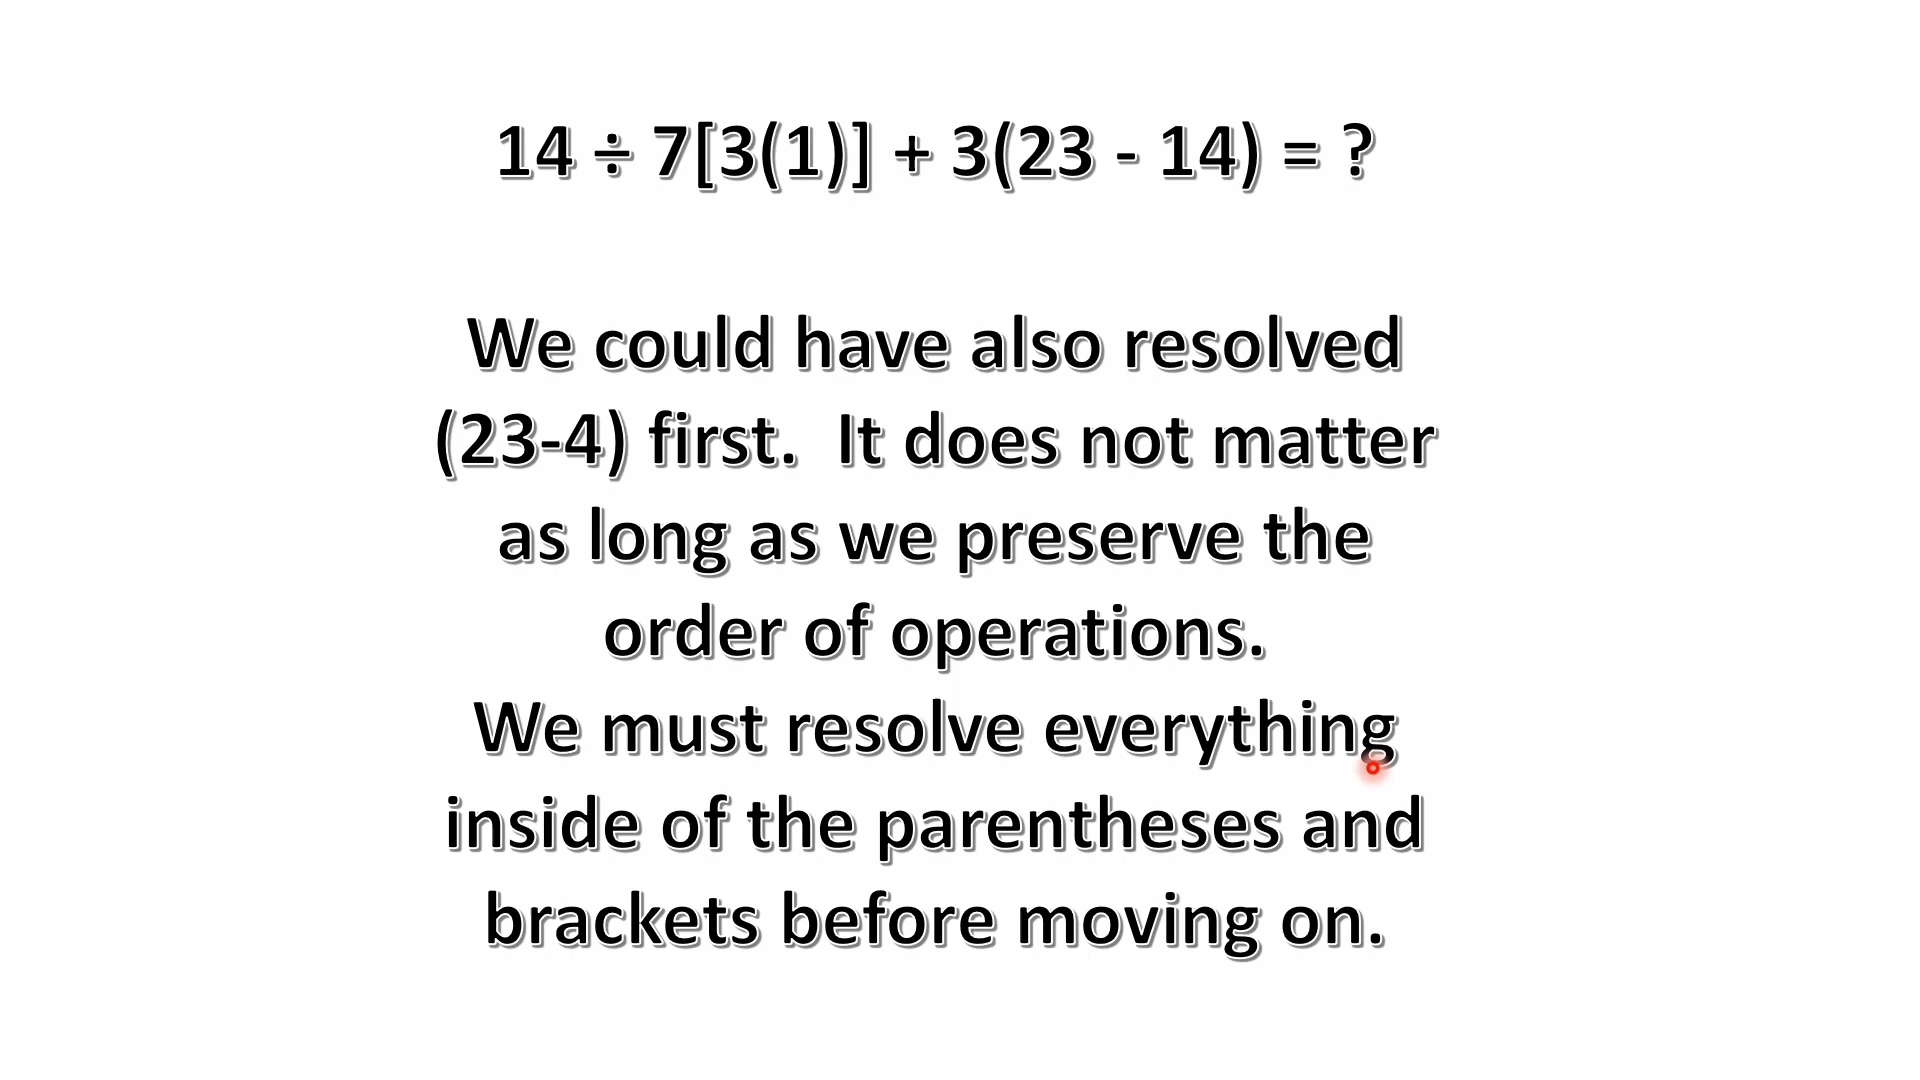 14 ÷ 7[3(1)] + 3(23 - 14) = ?
We could have also resolved
(23-4) first.  It does not matter
as long as we preserve the
order of operations.
We must resolve everything
inside of the parentheses and
brackets before moving on.